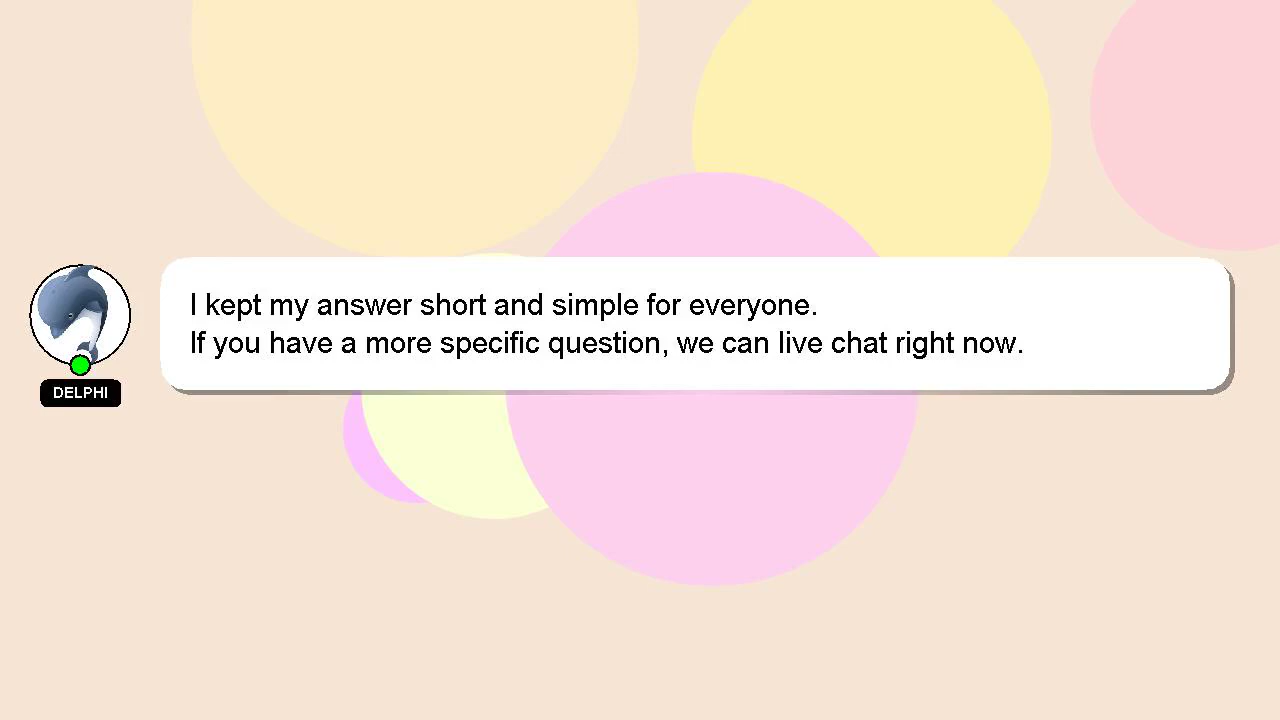 I kept my answer short and simple for everyone.
If you have a more specific question, we can live chat right now.
DELPHI